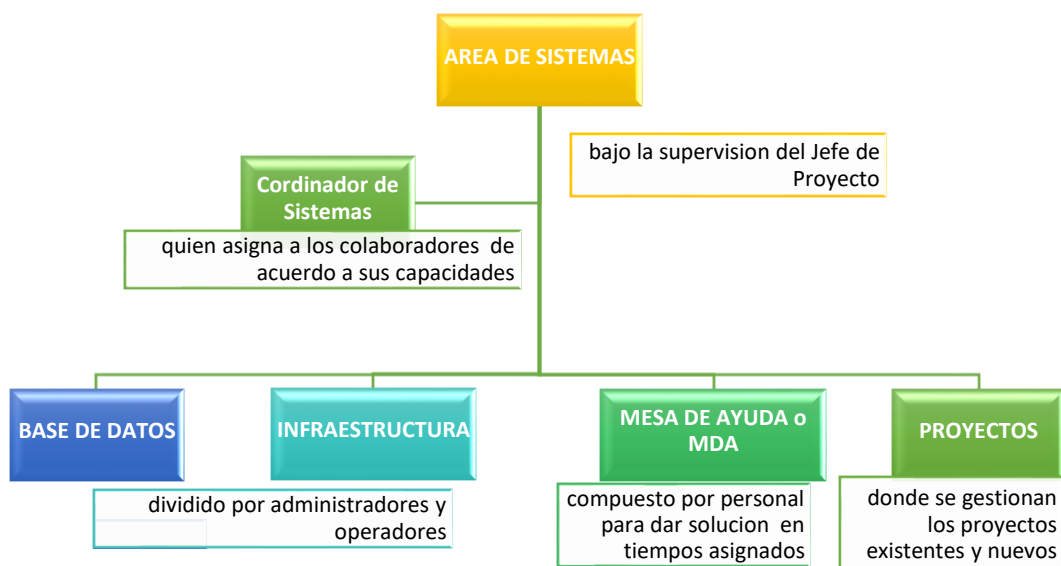 AREA DE SISTEMAS
bajo la supervision del Jefe de
Proyecto
Cordinador de
Sistemas
quien asigna a los colaboradores de
acuerdo a sus capacidades
BASE DE DATOS
INFRAESTRUCTURA
dividido por administradores y
operadores
MESA DE AYUDA o
MDA
compuesto por personal
para dar solucion en
tiempos asignados
PROYECTOS
donde se gestionan
los proyectos
existentes y nuevos